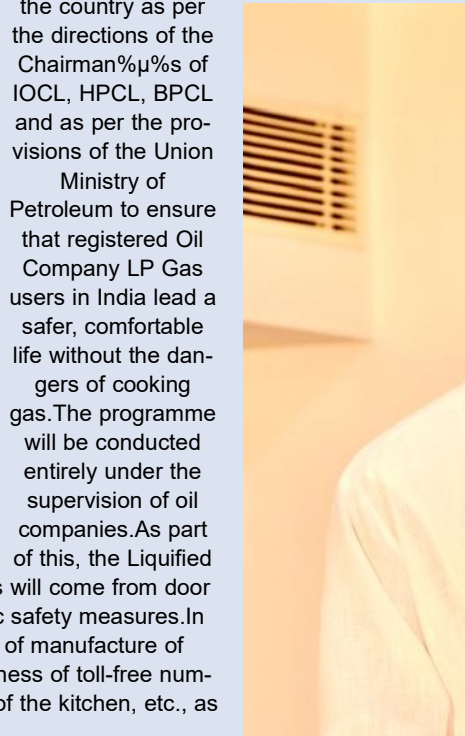 the country as per
the directions of the
Chairman%µ%s of
IOCL, HPCL, BPCL
and as per the pro-
visions of the Union
Ministry of
Petroleum to ensure
that registered Oil
Company LP Gas
users in India lead a
safer, comfortable
life without the dan-
gers of cooking
gas.The programme
will be conducted
entirely under the
supervision of oil
companies.As part
of this, the Liquified
will come from door
safety measures.In
of manufacture of
of toll-free num-
of the kitchen, etc., as